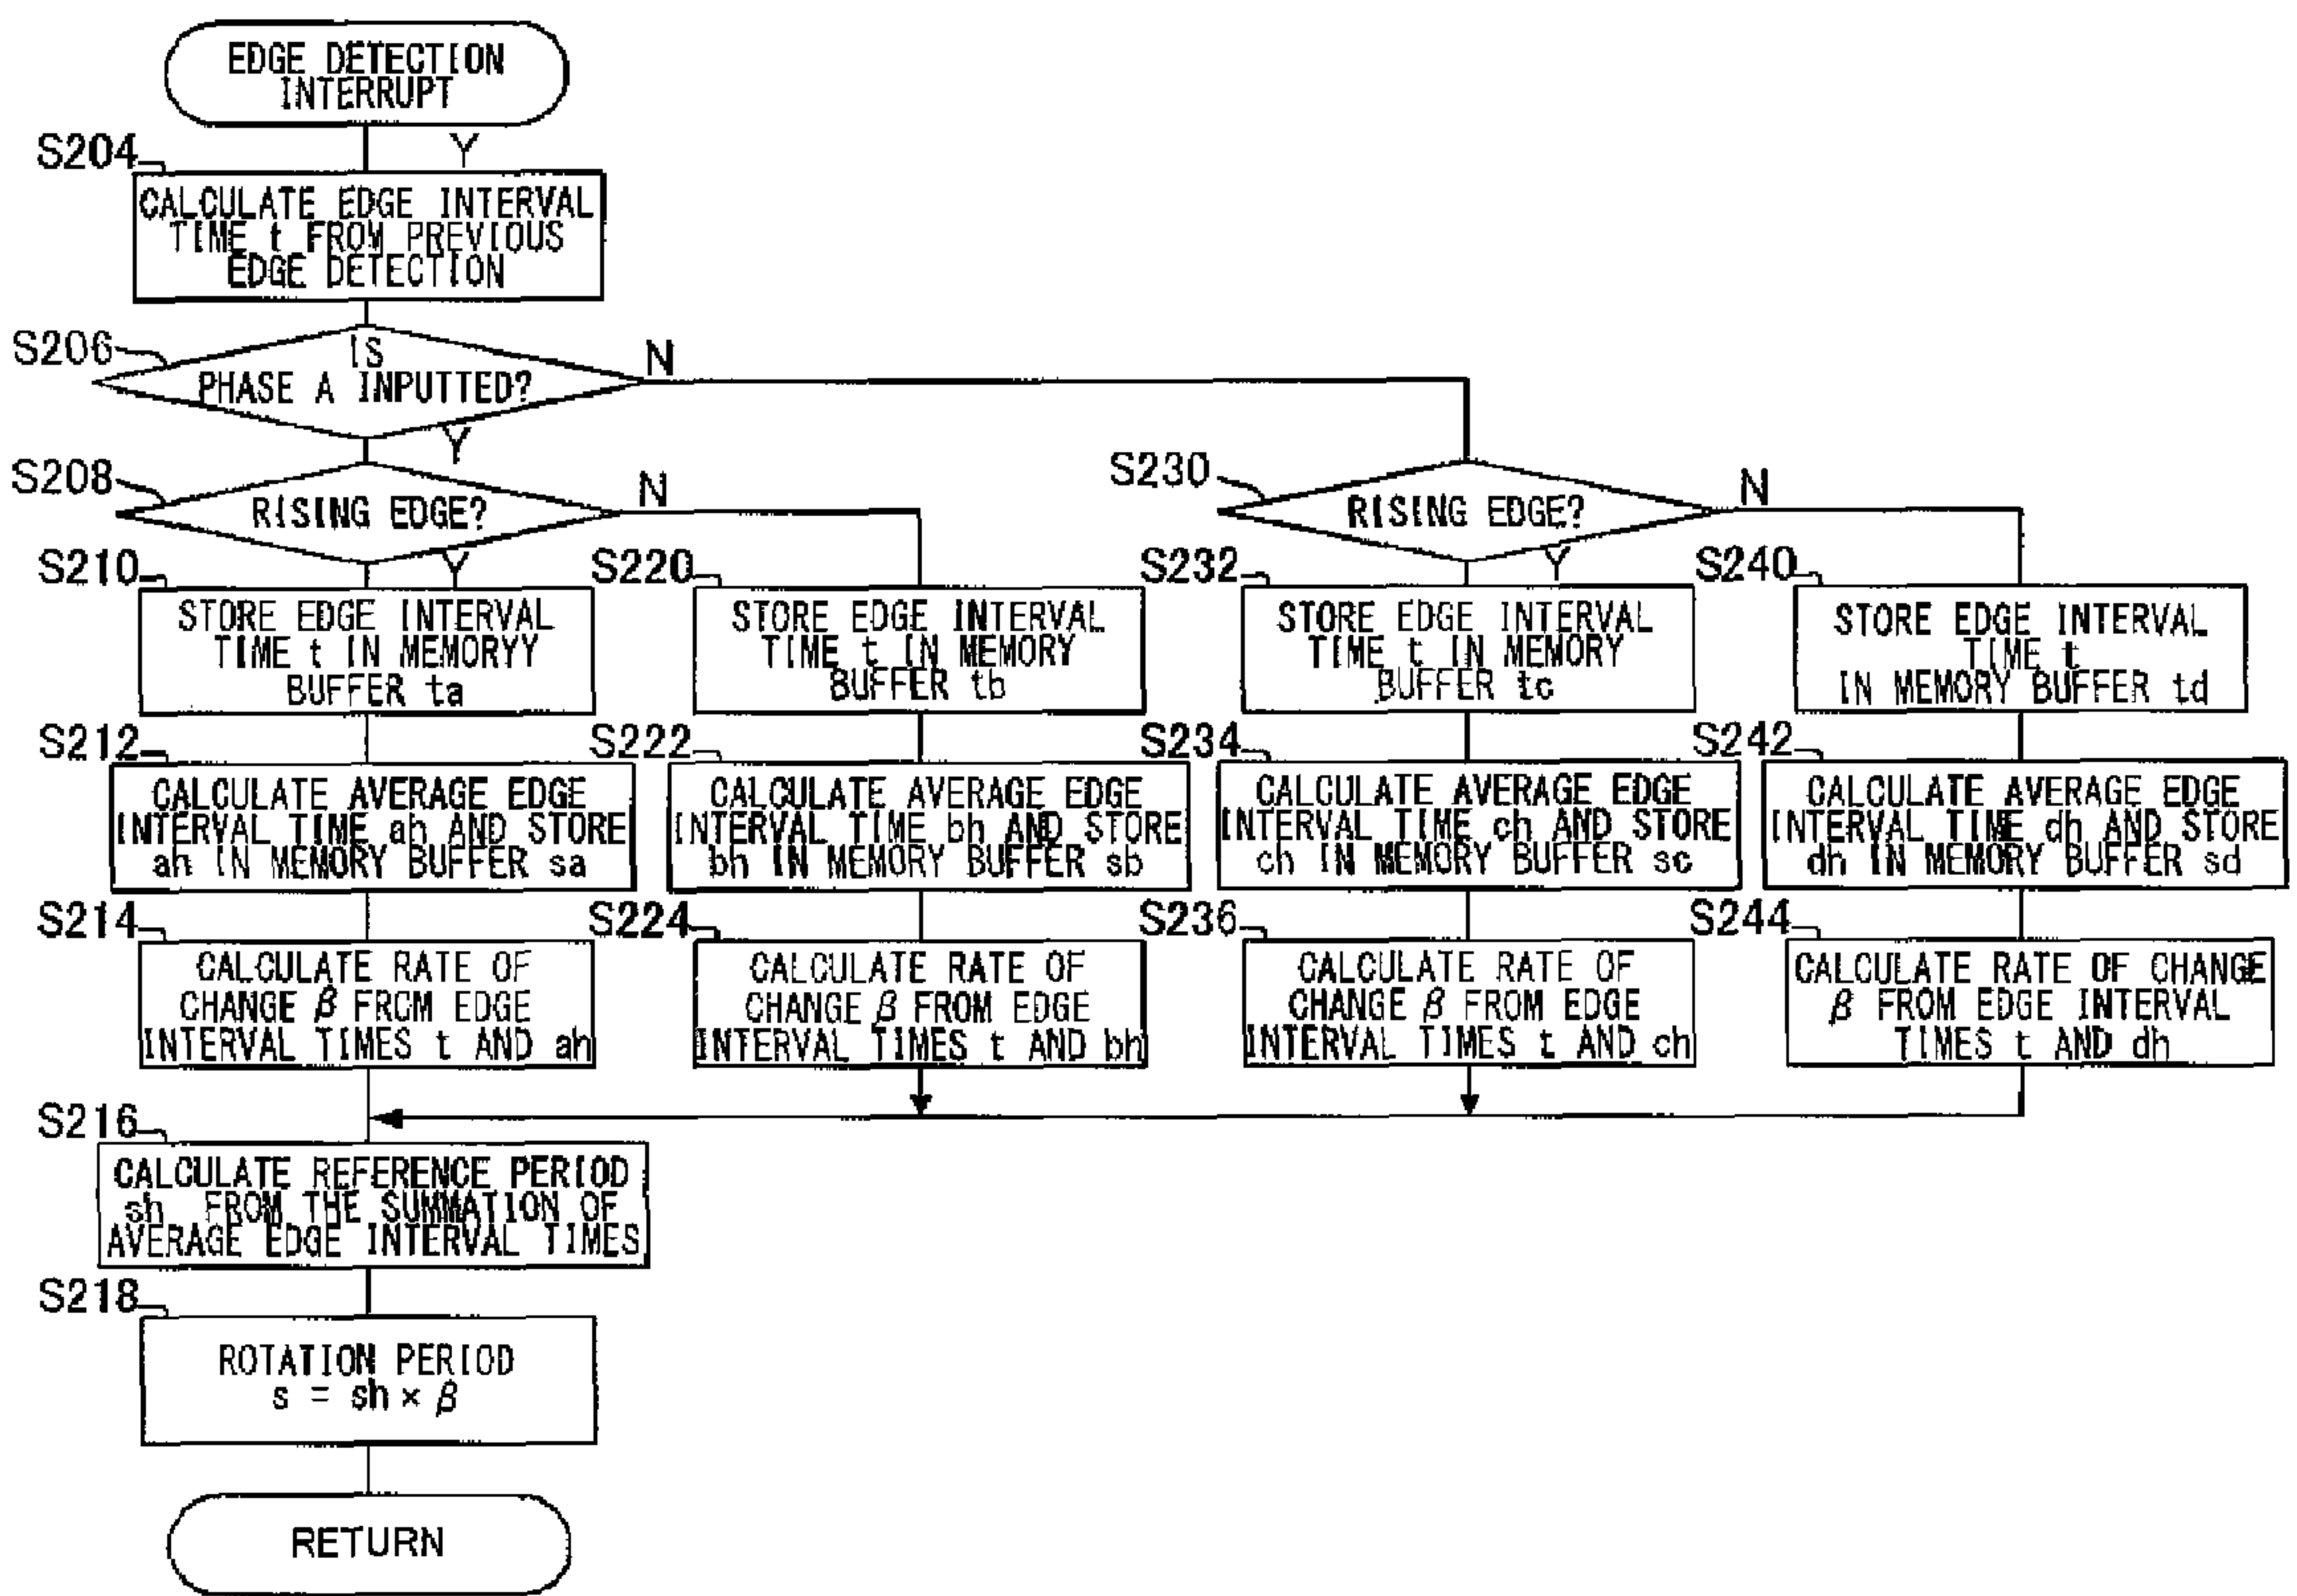 EDGE DETECTION
INTERRUPT
Y
S204
CALCULATE EDGE INTERVAL
TIME t FROM PREVIOUS
EDGE DETECTION
S206
IS
PHASE A INPUTTED?
N
Y
S208
RISING EDGE?
N
Y
S230
RISING EDGE?
N
Y
S210
STORE EDGE INTERVAL
TIME t IN MEMORYY
BUFFER ta
S220
STORE EDGE INTERVAL
TIME t IN MEMORY
BUFFER tb
S232
STORE EDGE INTERVAL
TIME t IN MEMORY
BUFFER tc
S240
STORE EDGE INTERVAL
TIME t
IN MEMORY BUFFER td
S212
CALCULATE AVERAGE EDGE
INTERVAL TIME ah AND STORE
ah IN MEMORY BUFFER sa
S222
CALCULATE AVERAGE EDGE
INTERVAL TIME bh AND STORE
bh IN MEMORY BUFFER sb
S234
CALCULATE AVERAGE EDGE
INTERVAL TIME ch AND STORE
ch IN MEMORY BUFFER sc
S242
CALCULATE AVERAGE EDGE
INTERVAL TIME dh AND STORE
dh IN MEMORY BUFFER sd
S214
CALCULATE RATE OF
CHANGE β FROM EDGE
INTERVAL TIMES t AND ah
S224
CALCULATE RATE OF
CHANGE β FROM EDGE
INTERVAL TIMES t AND bh
S236
CALCULATE RATE OF
CHANGE β FROM EDGE
INTERVAL TIMES t AND ch
S244
CALCULATE RATE OF CHANGE
β FROM EDGE INTERVAL
TIMES t AND dh
S216
CALCULATE REFERENCE PERIOD
sh FROM THE SUMMATION OF
AVERAGE EDGE INTERVAL TIMES
S218
ROTATION PERIOD
s = sh × β
RETURN